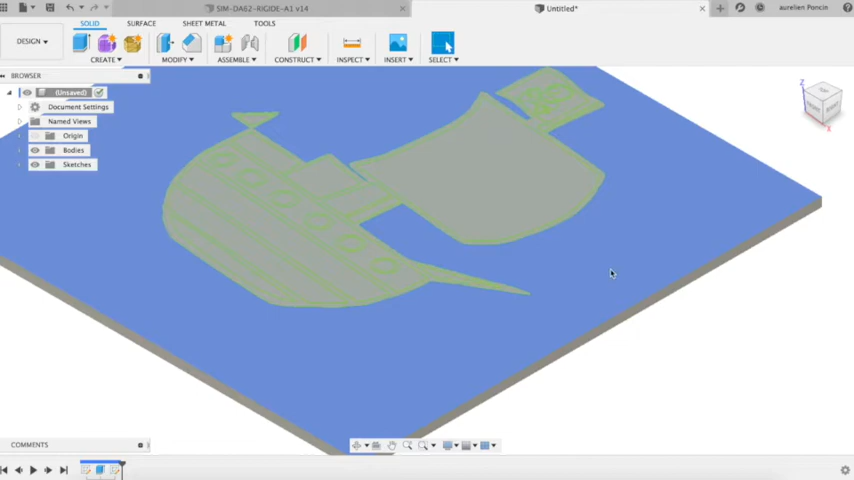 SIM-DA62-RIGIDE-A1 v14
Untitled*
aurelien Poncin
SOLID SURFACE SHEET METAL TOOLS
DESIGN
CREATE MODIFY ASSEMBLE CONSTRUCT INSPECT INSERT SELECT
BROWSER
(Unsaved)
Document Settings
Named Views
Origin
Bodies
Sketches
Z
X
COMMENTS